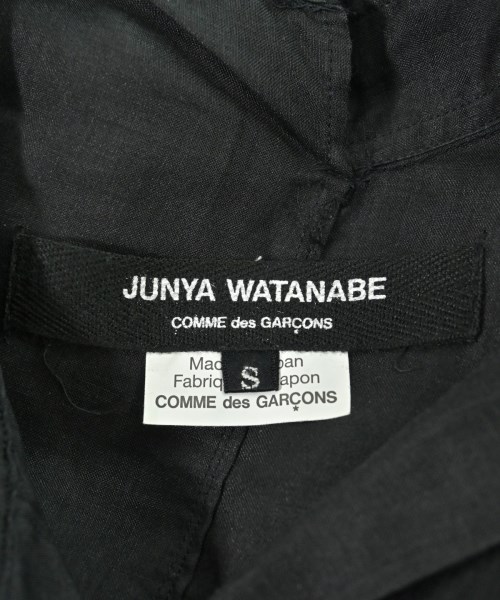 JUNYA WATANABE
COMME des GARÇONS
S
COMME des GARÇONS